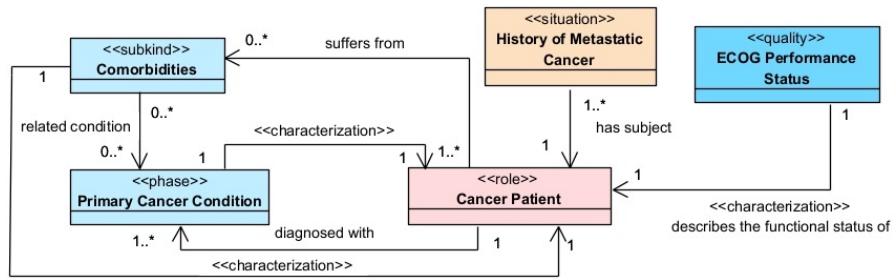 <<subkind>>
Comorbidities
0..*
suffers from
<<situation>>
History of Metastatic
Cancer
<<quality>>
ECOG Performance
Status
1
0..*
related condition
0..*
<<characterization>>
1
1
1..*
1..*
has subject
1
1
1
<<phase>>
Primary Cancer Condition
<<role>>
Cancer Patient
<<characterization>>
describes the functional status of
1..*
diagnosed with
1
1
<<characterization>>